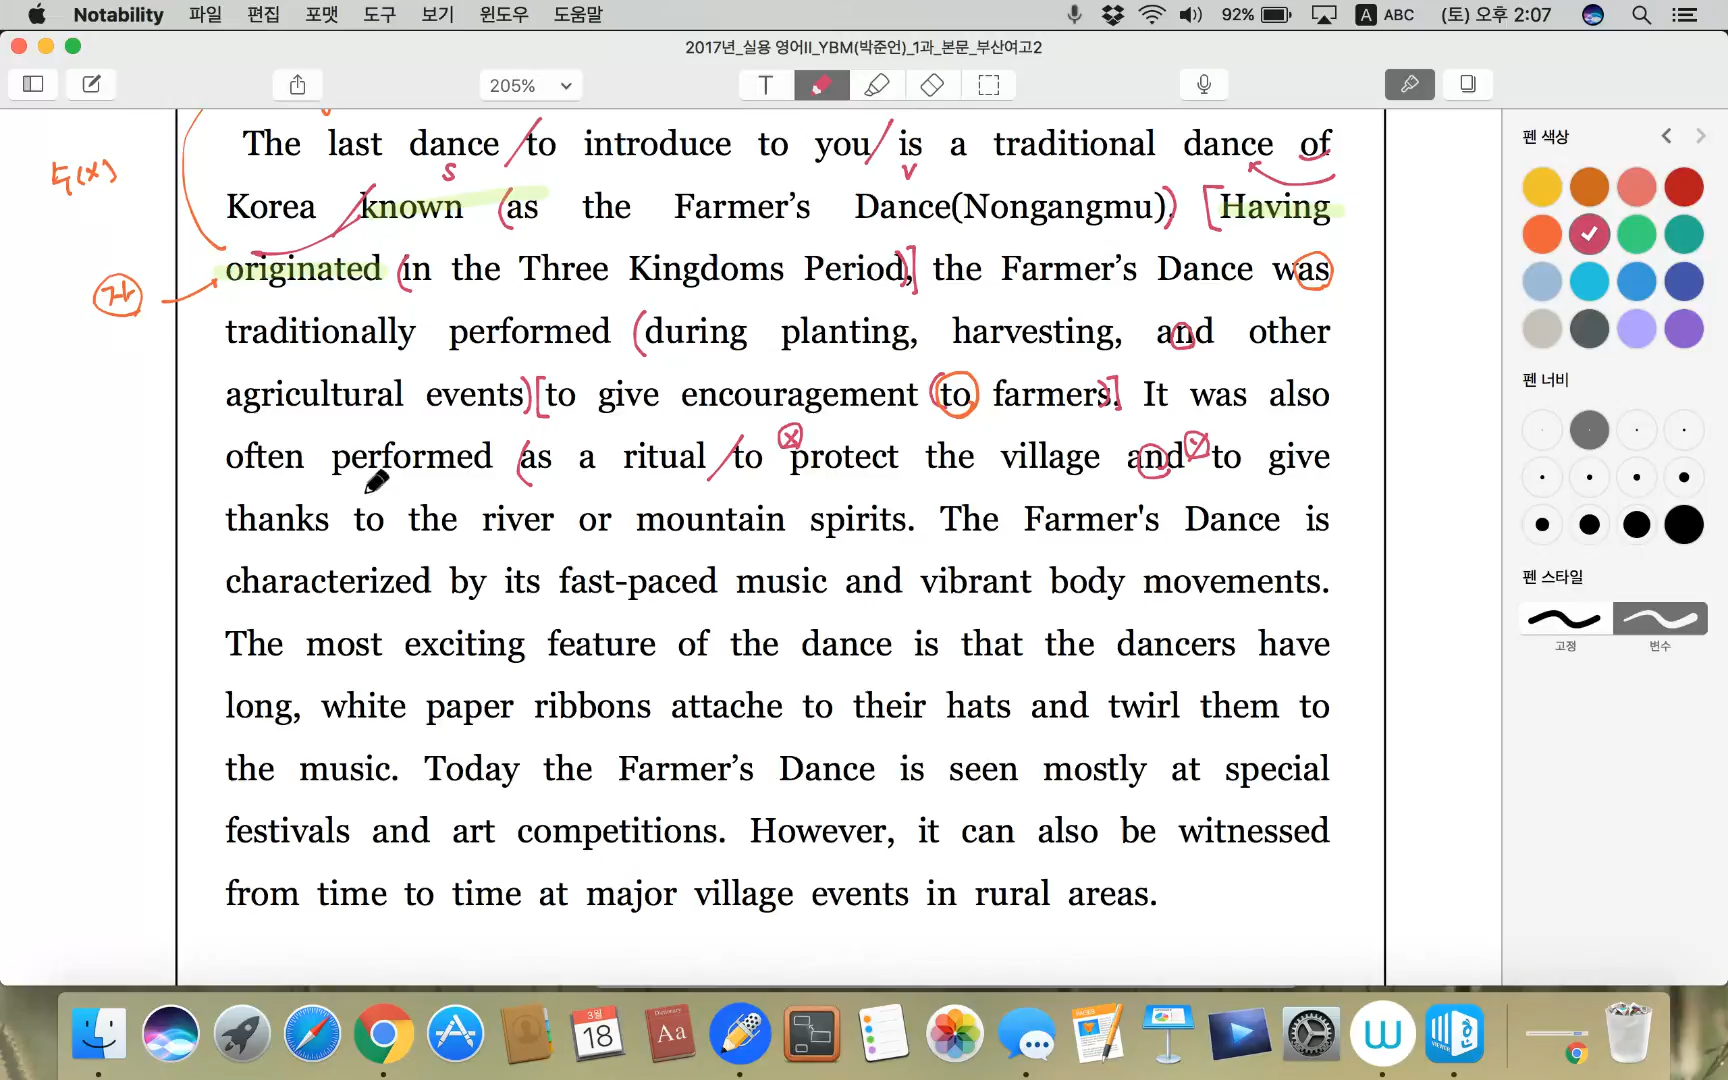 Notability 파일 편집 포맷 도구 보기 윈도우 도움말 92% A ABC (토) 오후 2:07
2017년_실용 영어II_YBM(박준언)_1과_본문_부산여고2
205% T
The last dance to introduce to you is a traditional dance of
s v
Korea known (as the Farmer's Dance(Nongangmu)) [Having
originated (in the Three Kingdoms Period),] the Farmer's Dance was
traditionally performed (during planting, harvesting, and other
agricultural events) [to give encouragement (to farmers.)] It was also
often performed (as a ritual to protect the village and to give
thanks to the river or mountain spirits. The Farmer's Dance is
characterized by its fast-paced music and vibrant body movements.
The most exciting feature of the dance is that the dancers have
long, white paper ribbons attache to their hats and twirl them to
the music. Today the Farmer's Dance is seen mostly at special
festivals and art competitions. However, it can also be witnessed
from time to time at major village events in rural areas.
펜 색상
펜 너비
펜 스타일
고정 변수
3월
18
Dictionary
Aa
PAGES
W
VIEWER